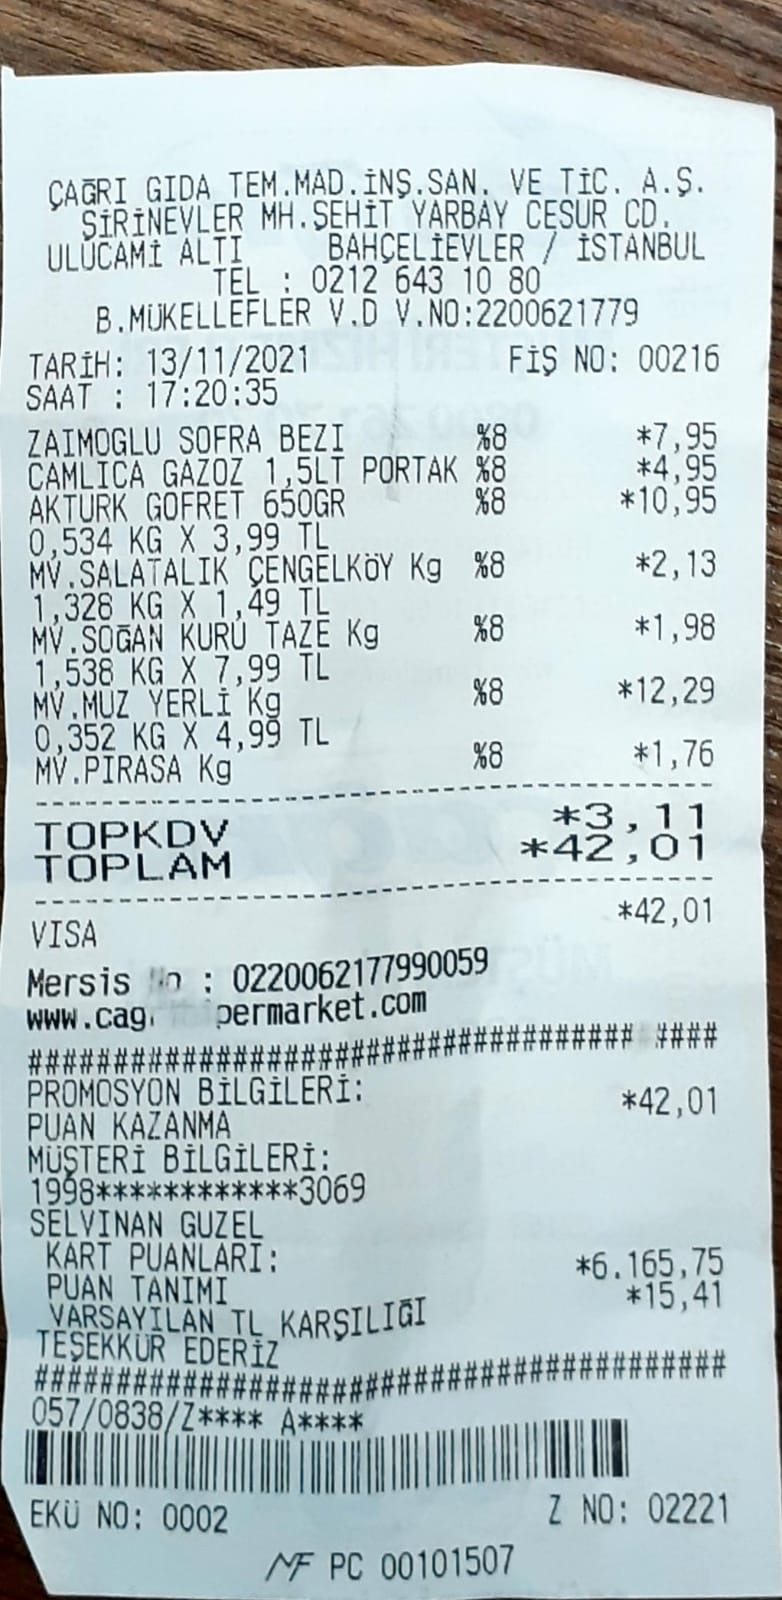 ÇAĞRI GIDA TEM.MAD.İNŞ.SAN. VE TİC. A.Ş.
ŞİRİNEVLER MH.ŞEHİT YARBAY CESUR CD.
ULUCAMİ ALTI BAHÇELİEVLER / İSTANBUL
TEL : 0212 643 10 80
B.MÜKELLEFLER V.D V.NO:2200621779
TARİH: 13/11/2021 FİŞ NO: 00216
SAAT : 17:20:35
ZAIMOGLU SOFRA BEZI %8 *7,95
CAMLICA GAZOZ 1,5LT PORTAK %8 *4,95
AKTURK GOFRET 650GR %8 *10,95
0,534 KG X 3,99 TL
MV.SALATALIK ÇENGELKÖY Kg %8 *2,13
1,328 KG X 1,49 TL
MV.SOĞAN KURU TAZE Kg %8 *1,98
1,538 KG X 7,99 TL
MV.MUZ YERLİ Kg %8 *12,29
0,352 KG X 4,99 TL
MV.PIRASA Kg %8 *1,76
TOPKDV *3,11
TOPLAM *42,01
VISA *42,01
Mersis : 0220062177990059
PROMOSYON BİLGİLERİ:
PUAN KAZANMA *42,01
MÜŞTERİ BİLGİLERİ:
1998************3069
SELVINAN GUZEL
KART PUANLARI:
PUAN TANIMI *6.165,75
VARSAYILAN TL KARŞILIĞI *15,41
TEŞEKKÜR EDERİZ
057/0838/Z**** A****
EKÜ NO: 0002 Z NO: 02221
MF PC 00101507